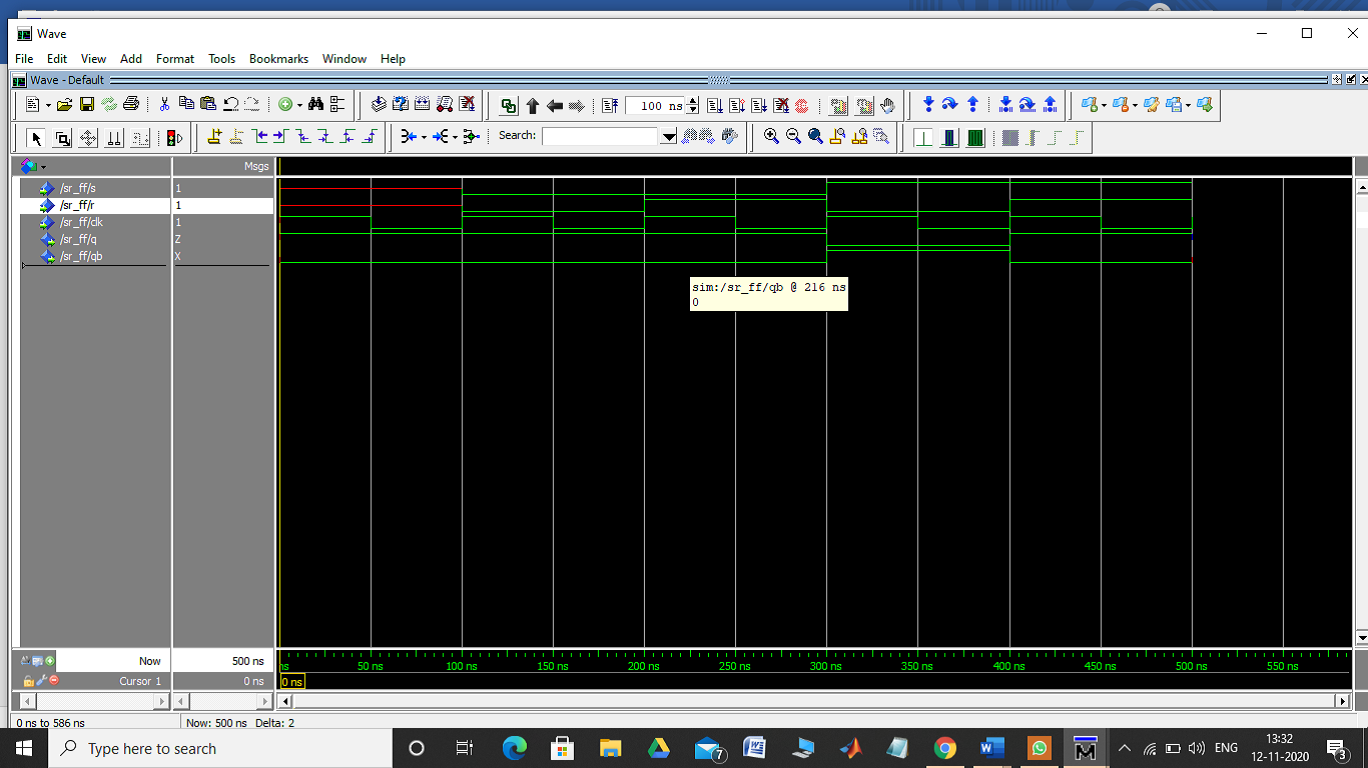 Wave
File Edit View Add Format Tools Bookmarks Window Help
Wave - Default
100 ns
Search:
Msgs
/sr_ff/s 1
/sr_ff/r 1
/sr_ff/clk 1
/sr_ff/q Z
/sr_ff/qb X
sim:/sr_ff/qb @ 216 ns
0
Now 500 ns
ns 50 ns 100 ns 150 ns 200 ns 250 ns 300 ns 350 ns 400 ns 450 ns 500 ns 550 ns
Cursor 1 0 ns 0 ns
0 ns to 586 ns Now: 500 ns Delta: 2
Type here to search
7
W
ENG
13:32
12-11-2020
3